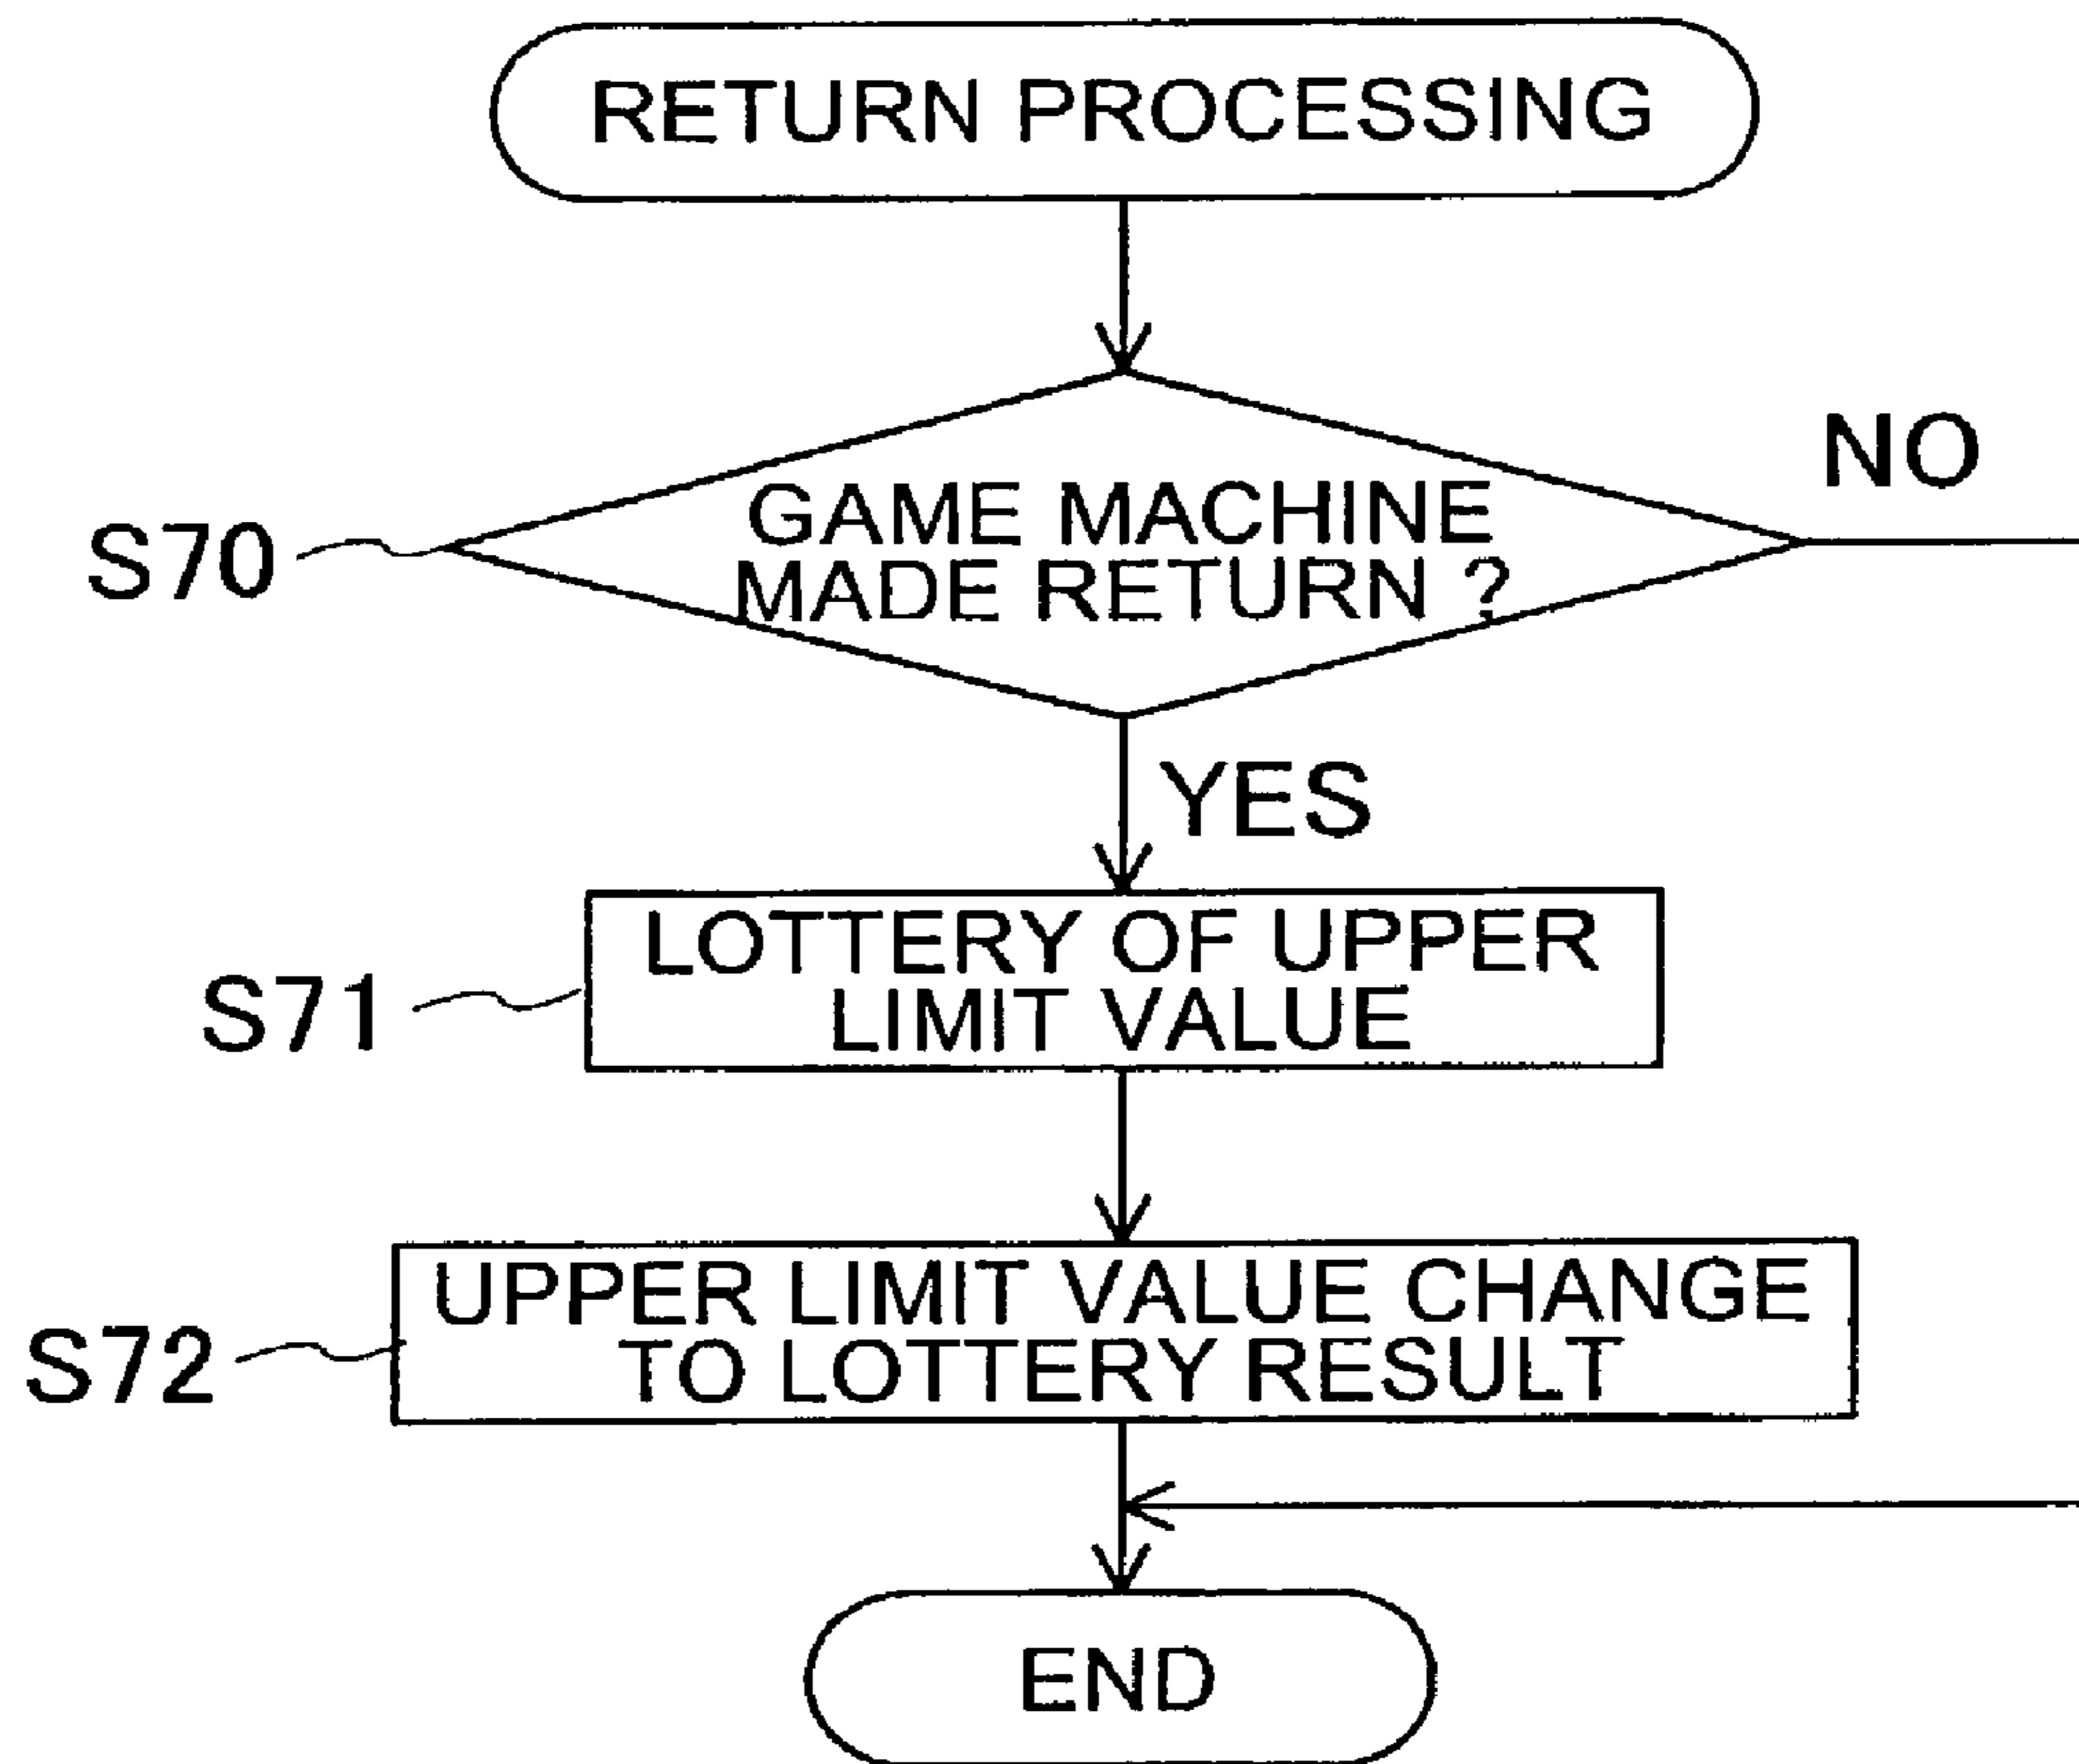 RETURN PROCESSING
NO
GAME MACHINE
MADE RETURN ?
S70
YES
LOTTERY OF UPPER
LIMIT VALUE
S71
UPPER LIMIT VALUE CHANGE
TO LOTTERY RESULT
S72
END